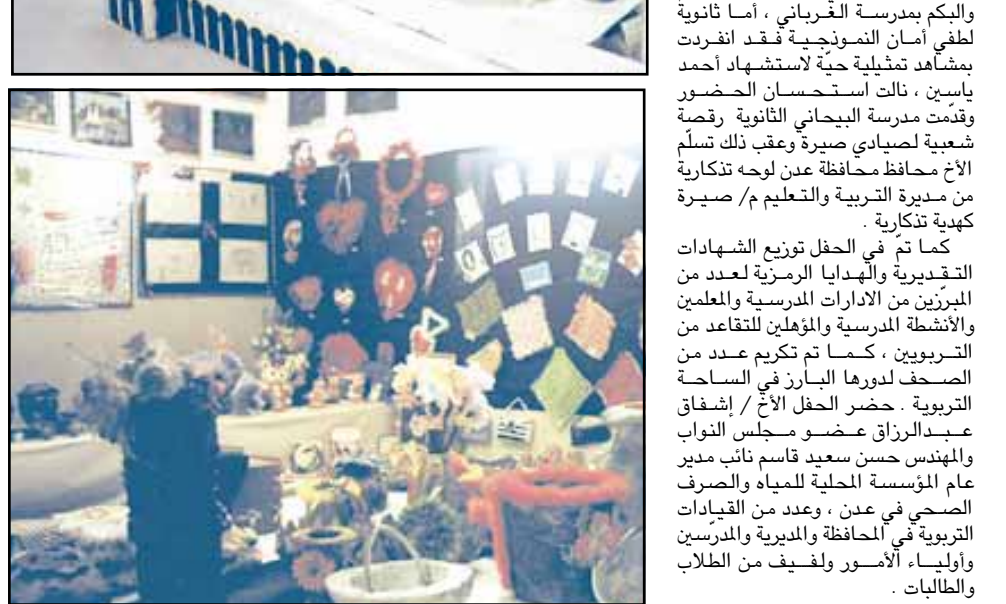 والبكم بمدرسة الغرباني ، أما ثانوية
لطفي أمان النموذجية فقد انفردت
بمشاهد تمثيلية حيّة لاستشهاد أحمد
ياسين ، نالت استحسان الحضور
وقدّمت مدرسة البيحاني الثانوية رقصة
شعبية لصيادي صيرة وعقب ذلك تسلّم
الأخ محافظ محافظة عدن لوحه تذكارية
من مديرة التربية والتعليم م/ صيرة
كهدية تذكارية .
كما تمّ في الحفل توزيع الشهادات
التقديرية والهدايا الرمزية لعدد من
المبرّزين من الادارات المدرسية والمعلمين
والأنشطة المدرسية والمؤهلين للتقاعد من
التربويين ، كما تم تكريم عدد من
الصحف لدورها البارز في الساحة
التربوية . حضر الحفل الأخ / إشفاق
عبدالرزاق عضو مجلس النواب
والمهندس حسن سعيد قاسم نائب مدير
عام المؤسسة المحلية للمياه والصرف
الصحي في عدن ، وعدد من القيادات
التربوية في المحافظة والمديرية والمدرّسين
وأولياء الأمور ولفيف من الطلاب
والطالبات .